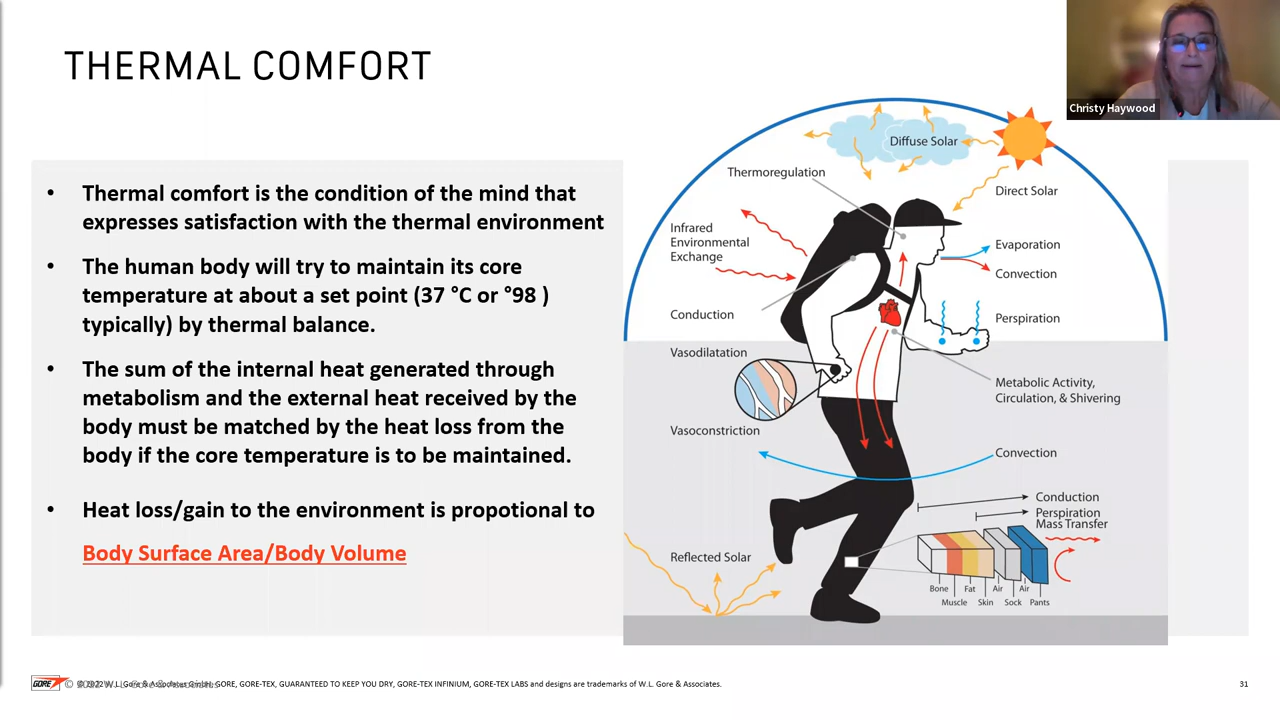 THERMAL COMFORT
Christy Haywood
• Thermal comfort is the condition of the mind that
expresses satisfaction with the thermal environment
• The human body will try to maintain its core
temperature at about a set point (37 °C or °98 )
typically) by thermal balance.
• The sum of the internal heat generated through
metabolism and the external heat received by the
body must be matched by the heat loss from the
body if the core temperature is to be maintained.
• Heat loss/gain to the environment is propotional to
Body Surface Area/Body Volume
Diffuse Solar
Thermoregulation
Direct Solar
Infrared
Environmental
Exchange
Evaporation
Convection
Conduction
Perspiration
Vasodilatation
Metabolic Activity,
Circulation, & Shivering
Vasoconstriction
Convection
Conduction
Perspiration
Mass Transfer
Reflected Solar
Bone
Fat
Air
Air
Muscle
Skin
Sock
Pants
GORE
W.L. Gore & Associates
GORE, GORE-TEX, GUARANTEED TO KEEP YOU DRY, GORE-TEX INFINIUM, GORE-TEX LABS and designs are trademarks of W.L. Gore & Associates.
31